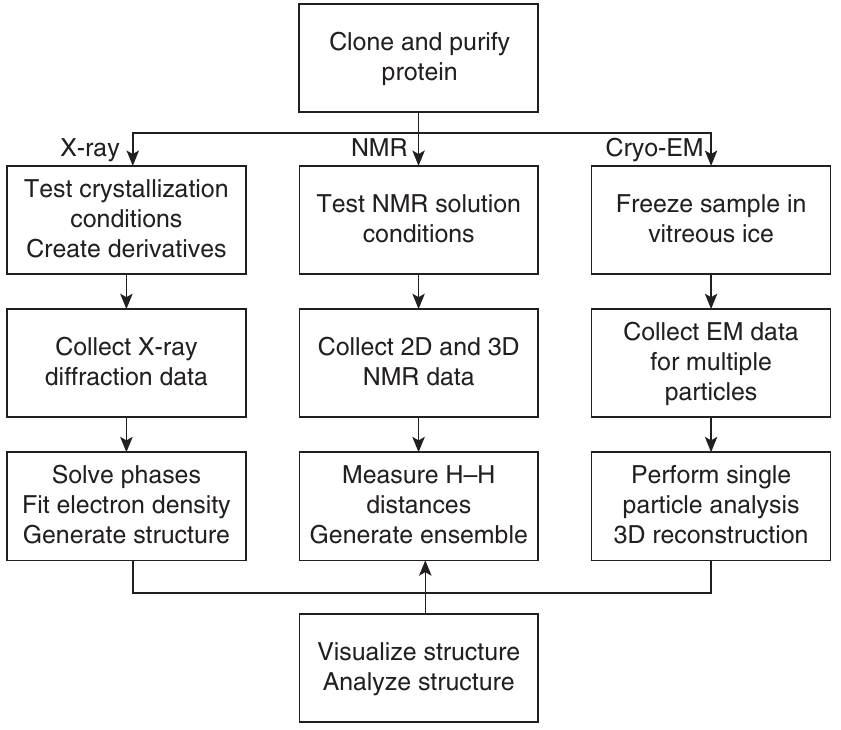 Clone and purify
protein
X-ray
NMR
Cryo-EM
Test crystallization
conditions
Create derivatives
Test NMR solution
conditions
Freeze sample in
vitreous ice
Collect X-ray
diffraction data
Collect 2D and 3D
NMR data
Collect EM data
for multiple
particles
Solve phases
Fit electron density
Generate structure
Measure H–H
distances
Generate ensemble
Perform single
particle analysis
3D reconstruction
Visualize structure
Analyze structure